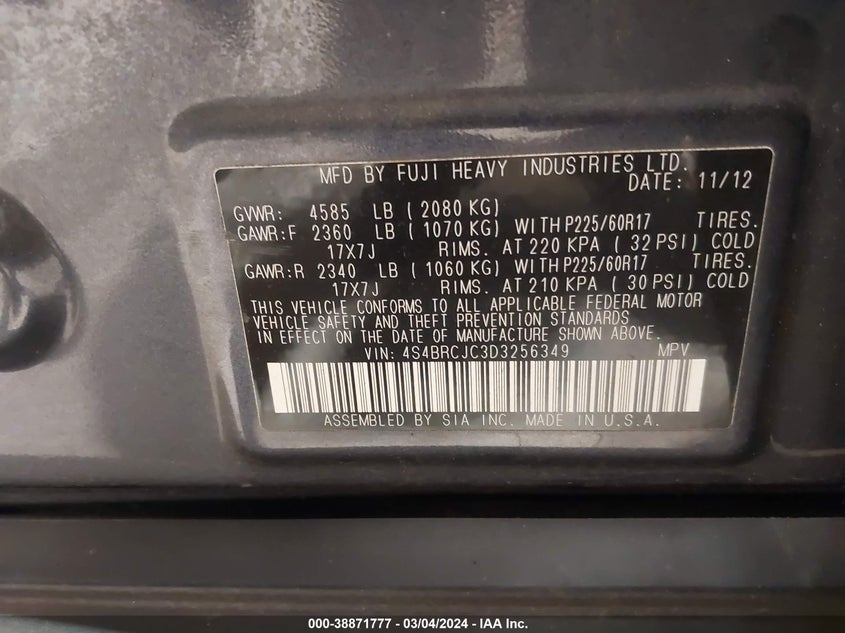 MFD BY FUJI HEAVY INDUSTRIES LTD.
DATE: 11/12
GVWR: 4585 LB ( 2080 KG)
GAWR:F 2360 LB ( 1070 KG) WITH P225/60R17 TIRES.
17X7J RIMS. AT 220 KPA ( 32 PSI) COLD
GAWR:R 2340 LB ( 1060 KG) WITH P225/60R17 TIRES.
17X7J RIMS. AT 210 KPA ( 30 PSI) COLD
THIS VEHICLE CONFORMS TO ALL APPLICABLE FEDERAL MOTOR
VEHICLE SAFETY AND THEFT PREVENTION STANDARDS
IN EFFECT ON THE DATE OF MANUFACTURE SHOWN ABOVE.
VIN: 4S4BRCJC3D3256349 MPV
ASSEMBLED BY SIA INC. MADE IN U.S.A.
000-38871777 - 03/04/2024 - IAA Inc.